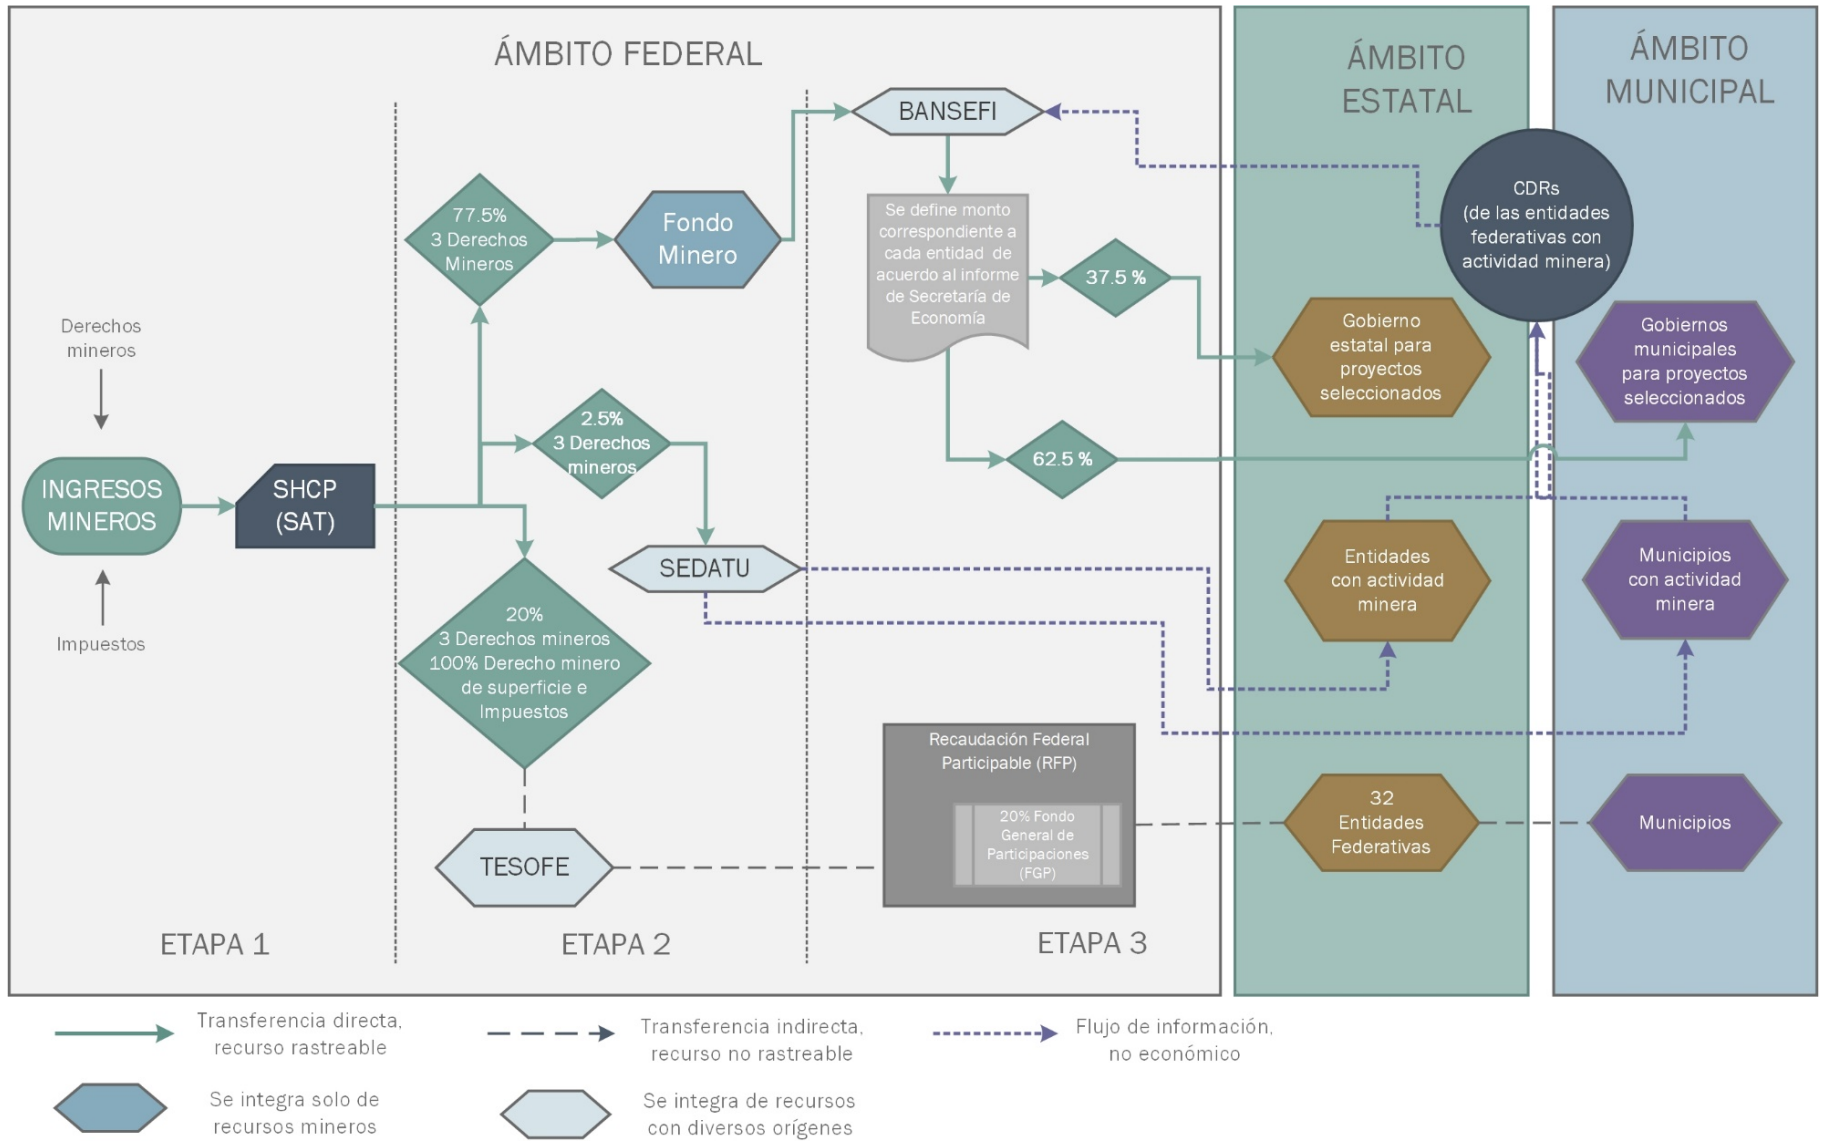 ÁMBITO FEDERAL
ÁMBITO
ESTATAL
ÁMBITO
MUNICIPAL
Derechos
mineros
INGRESOS
MINEROS
Impuestos
SHCP
(SAT)
77.5%
3 Derechos
Mineros
Fondo
Minero
2.5%
3 Derechos
mineros
SEDATU
20%
3 Derechos mineros
100% Derecho minero
de superficie e
Impuestos
TESOFE
BANSEFI
Se define monto
correspondiente a
cada entidad de
acuerdo al informe
de Secretaría de
Economía
37.5 %
62.5 %
Recaudación Federal
Participable (RFP)
20% Fondo
General de
Participaciones
(FGP)
CDRs
(de las entidades
federativas con
actividad minera)
Gobierno
estatal para
proyectos
seleccionados
Gobiernos
municipales
para proyectos
seleccionados
Entidades
con actividad
minera
Municipios
con actividad
minera
32
Entidades
Federativas
Municipios
ETAPA 1
ETAPA 2
ETAPA 3
Transferencia directa,
recurso rastreable
Transferencia indirecta,
recurso no rastreable
Flujo de información,
no económico
Se integra solo de
recursos mineros
Se integra de recursos
con diversos orígenes